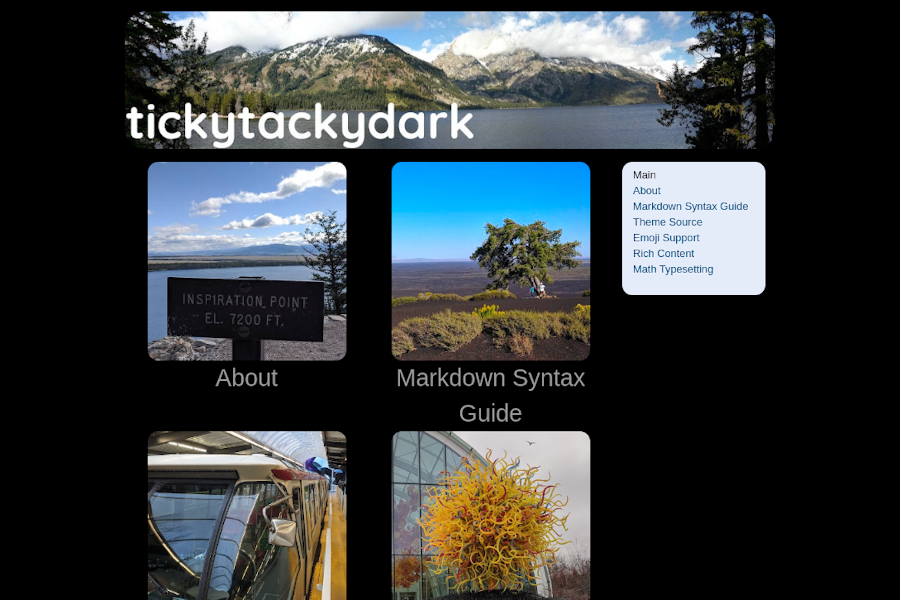 tickytackydark
INSPIRATION POINT
EL. 7200 FT.
About
Markdown Syntax
Guide
Main
About
Markdown Syntax Guide
Theme Source
Emoji Support
Rich Content
Math Typesetting